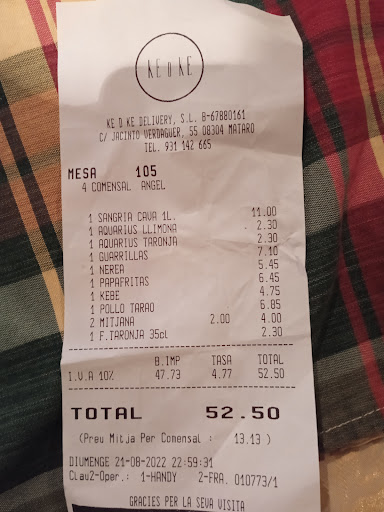 KE D KE
KE D KE DELIVERY, S.L. B-67880161
C/ JACINTO VERDAGUER, 55 08304 MATARO
TEL. 931 142 665
MESA 105
4 COMENSAL ANGEL
1 SANGRIA CAVA 1L. 11.00
1 AQUARIUS LLIMONA 2.30
1 AQUARIUS TARONJA 2.30
1 GUARRILLAS 7.10
1 NEREA 5.45
1 PAPAFRITAS 6.45
1 KEBE 4.75
1 POLLO TARAO 6.85
2 MITJANA 2.00 4.00
1 F.TARONJA 35cl 2.30
B.IMP TASA TOTAL
I.V.A 10% 47.73 4.77 52.50
TOTAL 52.50
(Preu Mitja Per Comensal : 13.13 )
DIUMENGE 21-08-2022 22:59:31
CLau2-Oper.: 1-HANDY 2-FRA. 010773/1
GRACIES PER LA SEVA VISITA